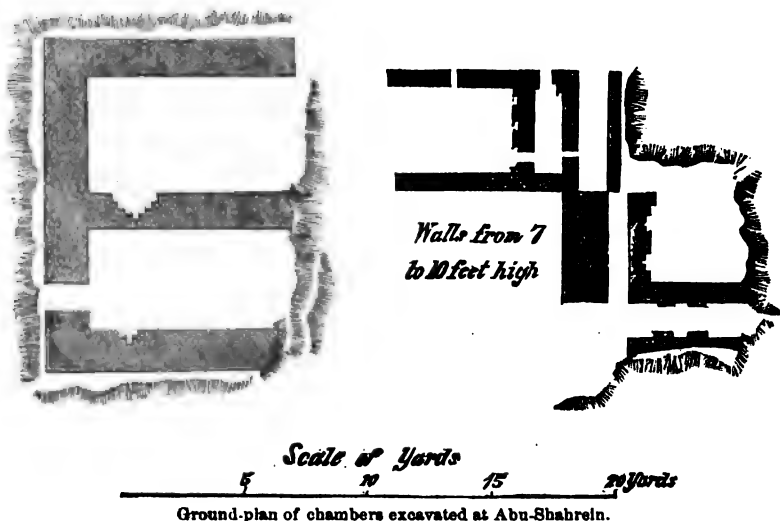 Walls from 7
to 10 feet high
Scale of Yards
5 10 15 20 Yards
Ground-plan of chambers excavated at Abu-Shahrein.